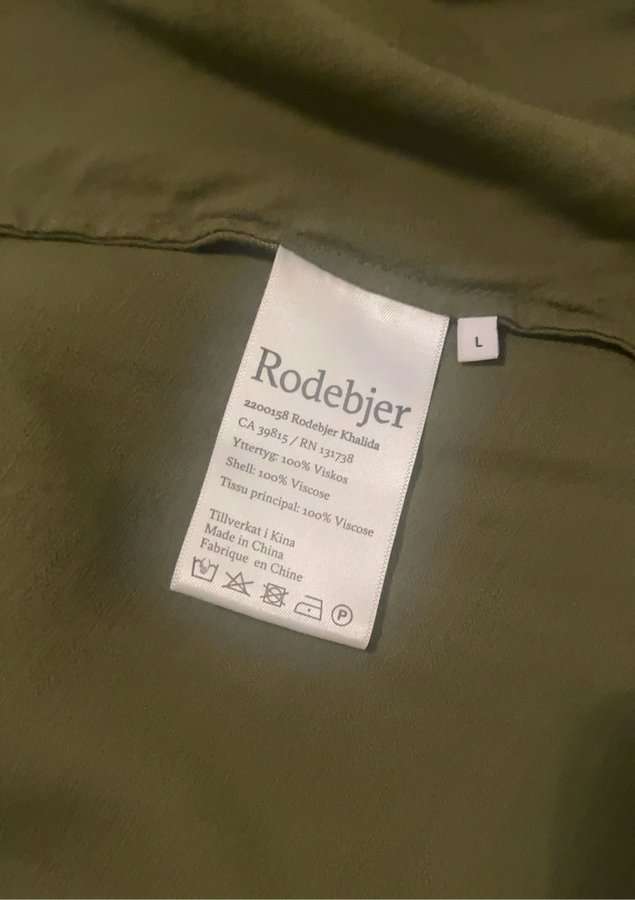 Rodebjer
2200158 Rodebjer Khalida
CA 39815 / RN 131738
Yttertyg: 100% Viskos
Shell: 100% Viscose
Tissu principal: 100% Viscose
Tillverkat i Kina
Made in China
Fabrique en Chine
P
L